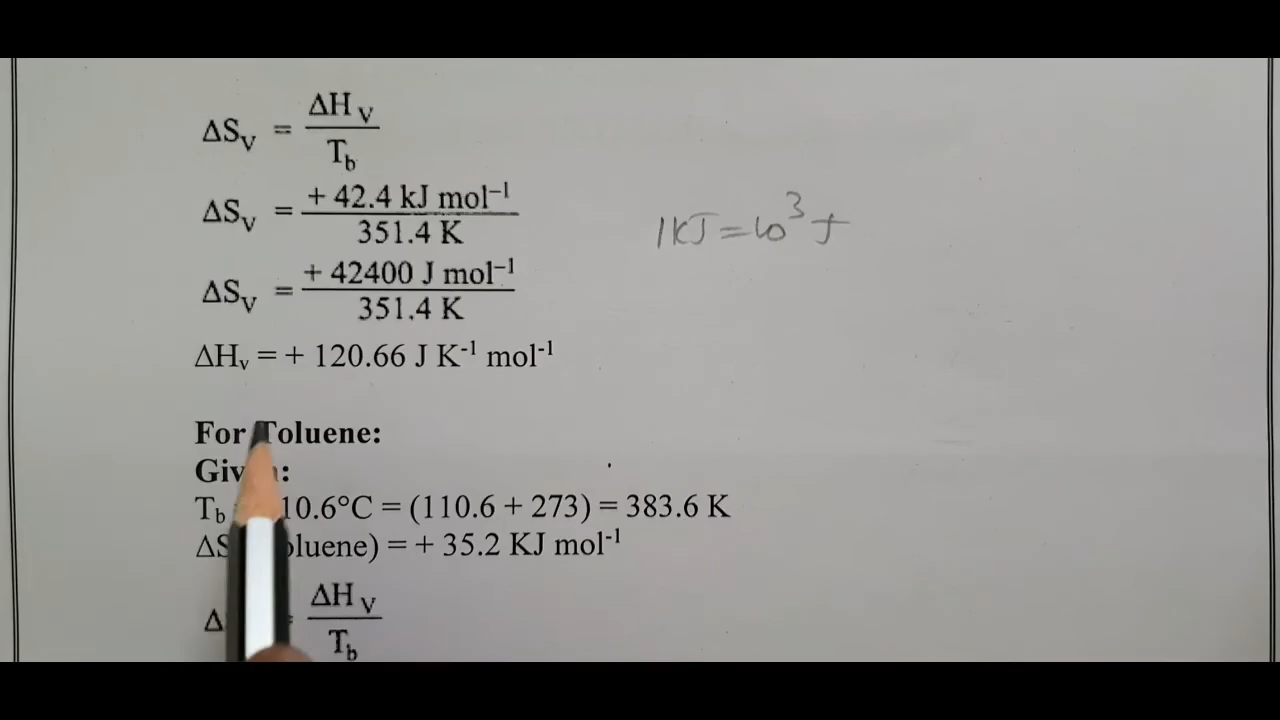 ΔS_V = ΔH_V / T_b
ΔS_V = + 42.4 kJ mol⁻¹ / 351.4 K
1KJ = 10³ J
ΔS_V = + 42400 J mol⁻¹ / 351.4 K
ΔH_v = + 120.66 J K⁻¹ mol⁻¹
For Toluene:
Given:
T_b 10.6°C = (110.6 + 273) = 383.6 K
ΔS oluene) = + 35.2 KJ mol⁻¹
Δ = ΔH_V / T_b